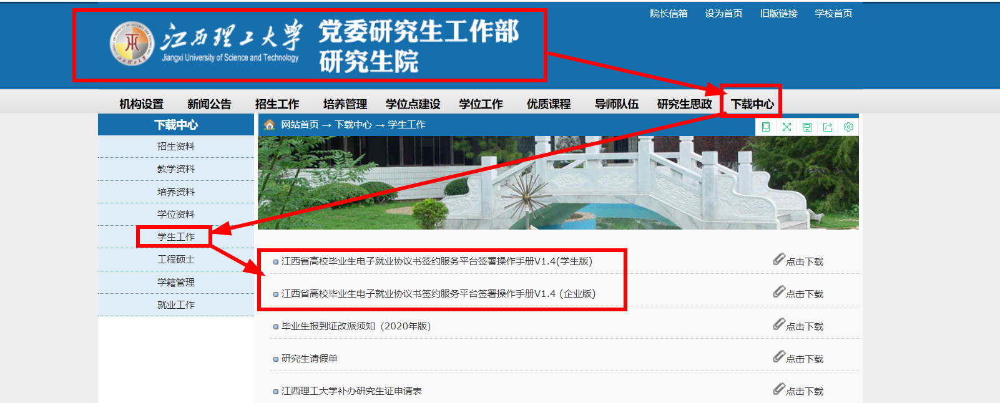 院长信箱 设为首页 旧版链接 学校首页
江西理工大学
Jiangxi University of Science and Technology
党委研究生工作部
研究生院
机构设置 新闻公告 招生工作 培养管理 学位点建设 学位工作 优质课程 导师队伍 研究生思政 下载中心
下载中心
招生资料
教学资料
培养资料
学位资料
学生工作
工程硕士
学籍管理
就业工作
网站首页 → 下载中心 → 学生工作
江西省高校毕业生电子就业协议书签约服务平台签署操作手册V1.4(学生版) 点击下载
江西省高校毕业生电子就业协议书签约服务平台签署操作手册V1.4 (企业版) 点击下载
毕业生报到证改派须知（2020年版） 点击下载
研究生请假单 点击下载
江西理工大学补办研究生证申请表 点击下载